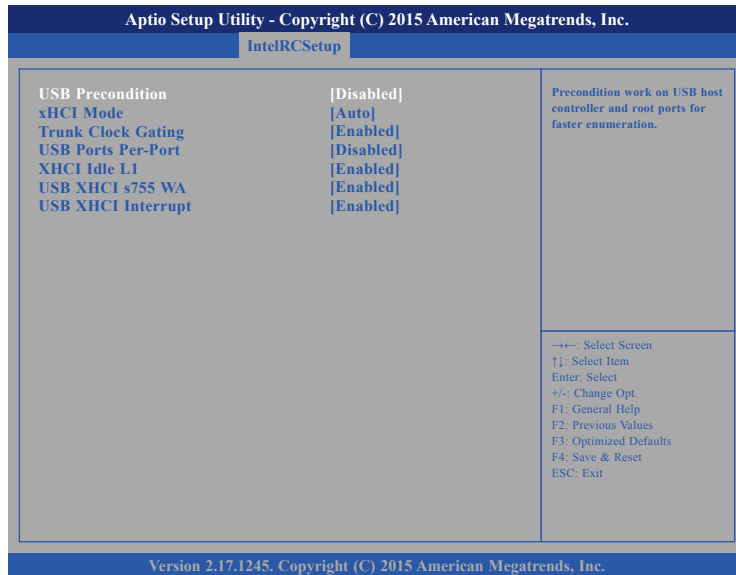 Aptio Setup Utility - Copyright (C) 2015 American Megatrends, Inc.
IntelRCSetup
USB Precondition [Disabled]
xHCI Mode [Auto]
Trunk Clock Gating [Enabled]
USB Ports Per-Port [Disabled]
XHCI Idle L1 [Enabled]
USB XHCI s755 WA [Enabled]
USB XHCI Interrupt [Enabled]
Precondition work on USB host
controller and root ports for
faster enumeration.
→←: Select Screen
↑↓: Select Item
Enter: Select
+/-: Change Opt.
F1: General Help
F2: Previous Values
F3: Optimized Defaults
F4: Save & Reset
ESC: Exit
Version 2.17.1245. Copyright (C) 2015 American Megatrends, Inc.